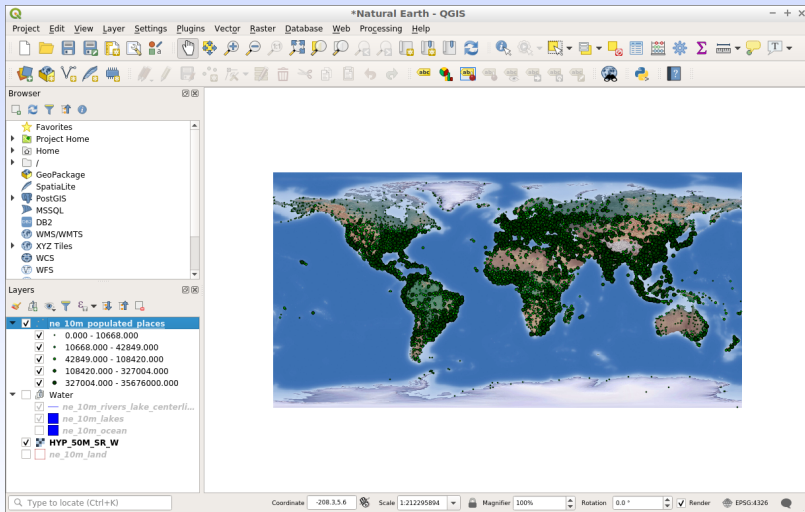 *Natural Earth - QGIS
Project Edit View Layer Settings Plugins Vector Raster Database Web Processing Help
Browser
Favorites
Project Home
Home
/
GeoPackage
SpatiaLite
PostGIS
MSSQL
DB2
WMS/WMTS
XYZ Tiles
WCS
WFS
Layers
ne_10m_populated_places
0.000 - 10668.000
10668.000 - 42849.000
42849.000 - 108420.000
108420.000 - 327004.000
327004.000 - 35676000.000
Water
ne_10m_rivers_lake_centerli...
ne_10m_lakes
ne_10m_ocean
HYP_50M_SR_W
ne_10m_land
Type to locate (Ctrl+K) Coordinate -208.3,5.6 Scale 1:212295894 Magnifier 100% Rotation 0.0 ° Render EPSG:4326